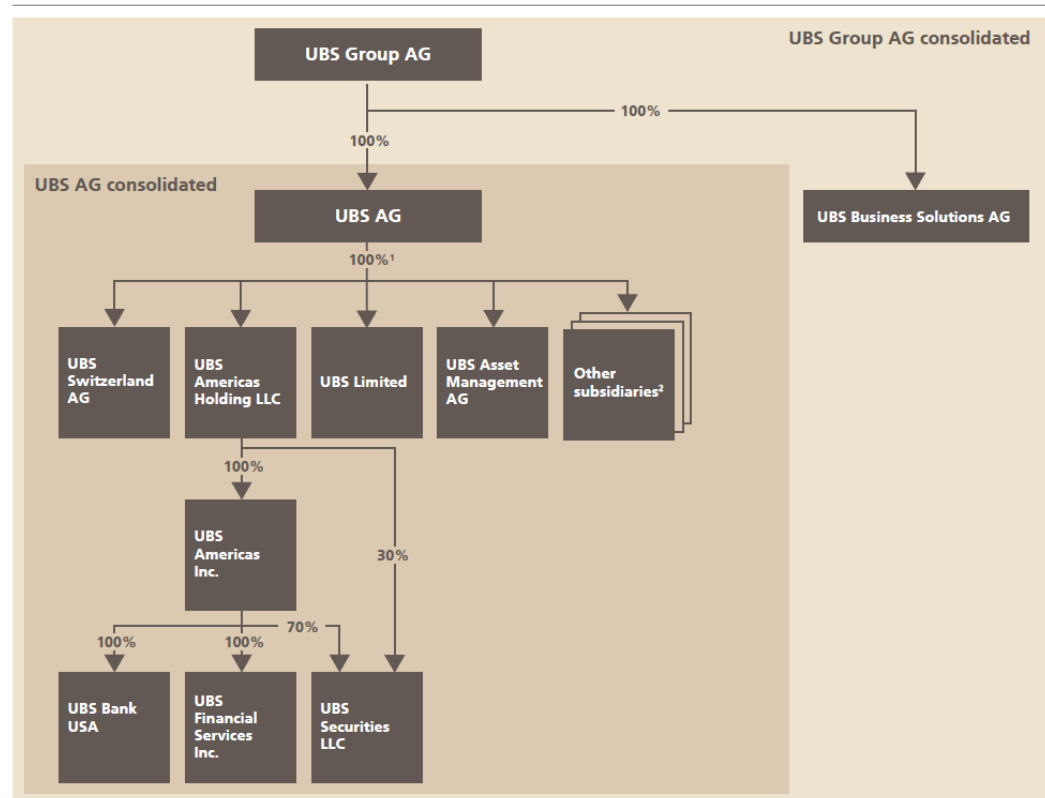 UBS Group AG consolidated
UBS Group AG
100%
100%
UBS AG consolidated
UBS AG
UBS Business Solutions AG
100%¹
UBS
Switzerland
AG
UBS
Americas
Holding LLC
UBS Limited
UBS Asset
Management
AG
Other
subsidiaries²
100%
UBS
Americas
Inc.
30%
70%
100%
100%
UBS Bank
USA
UBS
Financial
Services
Inc.
UBS
Securities
LLC